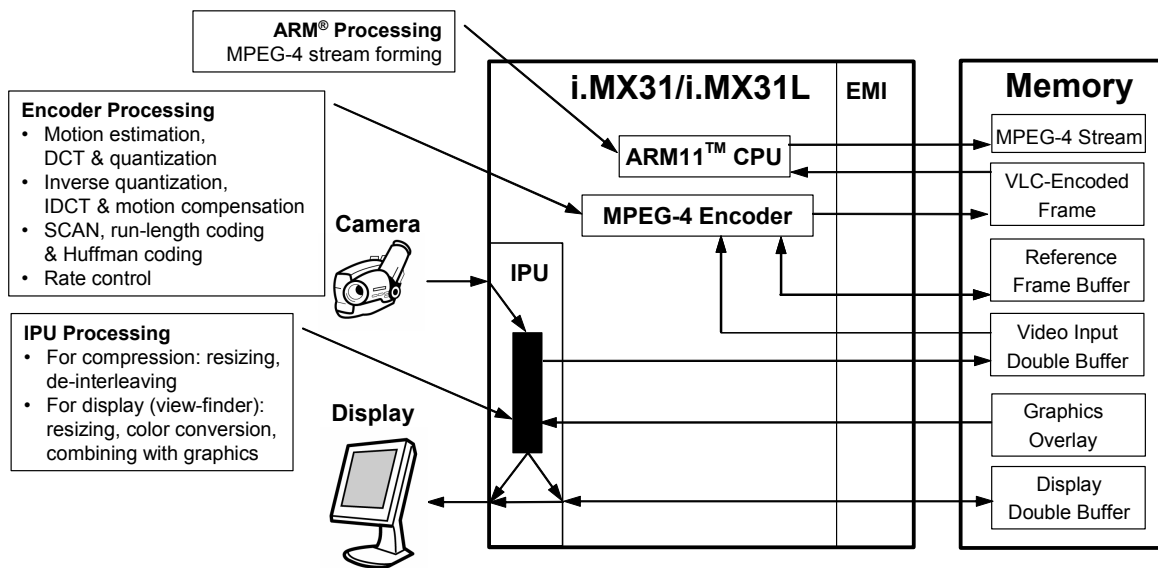 ARM® Processing
MPEG-4 stream forming
Encoder Processing
• Motion estimation,
DCT & quantization
• Inverse quantization,
IDCT & motion compensation
• SCAN, run-length coding
& Huffman coding
• Rate control
IPU Processing
• For compression: resizing,
de-interleaving
• For display (view-finder):
resizing, color conversion,
combining with graphics
Camera
Display
i.MX31/i.MX31L
EMI
ARM11™ CPU
MPEG-4 Encoder
IPU
Memory
MPEG-4 Stream
VLC-Encoded
Frame
Reference
Frame Buffer
Video Input
Double Buffer
Graphics
Overlay
Display
Double Buffer